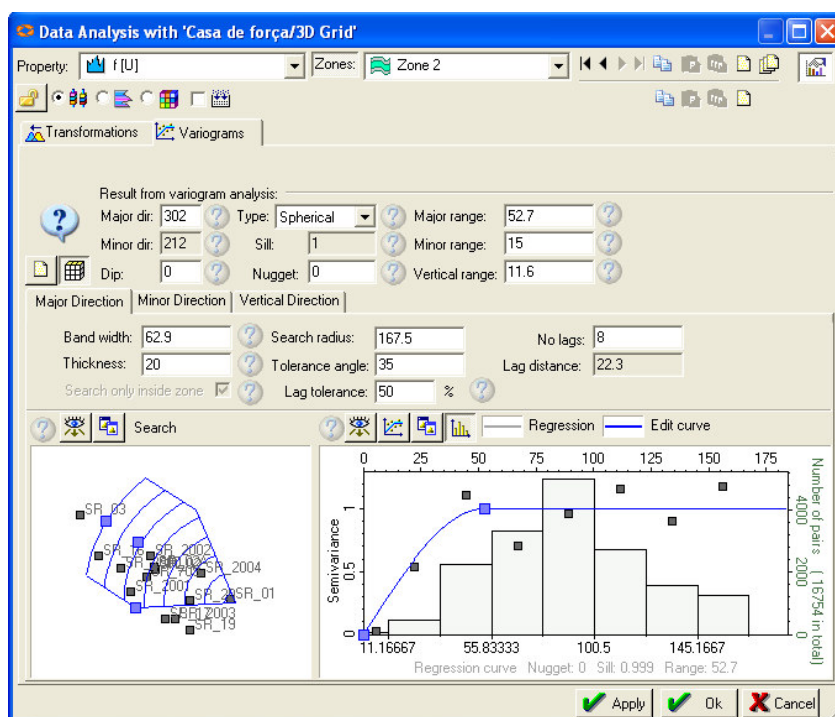 Data Analysis with 'Casa de força/3D Grid'
Property: f [U] Zones: Zone 2
Transformations Variograms
Result from variogram analysis:
Major dir: 302 Type: Spherical Major range: 52.7
Minor dir: 212 Sill: 1 Minor range: 15
Dip: 0 Nugget: 0 Vertical range: 11.6
Major Direction Minor Direction Vertical Direction
Band width: 62.9 Search radius: 167.5 No lags: 8
Thickness: 20 Tolerance angle: 35 Lag distance: 22.3
Search only inside zone Lag tolerance: 50 %
Search Regression Edit curve
0 25 50 75 100 125 175
SR_03
SR_2002
SR_2004
SR_2001
SR_01
SR_19
Semivariance
0 0.5 1
Number of pairs (16754 in total)
0 2000 4000
11.16667 55.83333 100.5 145.1667
Regression curve Nugget: 0 Sill: 0.999 Range: 52.7
Apply Ok Cancel